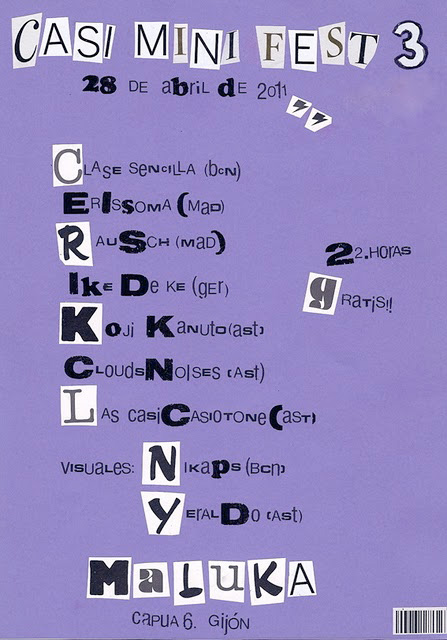 CASI MINI FEST 3
28 DE abril de 2011
,,
CLASE SENCILLA (bcn)
ERISSOMA (MAD)
RAUSCH (MAD)
IKE DE KE (gER)
22.HORAS
gRATIS!!
KOJI KANUTO (AST)
CLOUDSNOISES (AST)
LAS CASICASIOTONE (AST)
VISUALES: NIKAPS (BCN)
YERALDO (AST)
MALUKA
CAPUA 6. GIJÓN